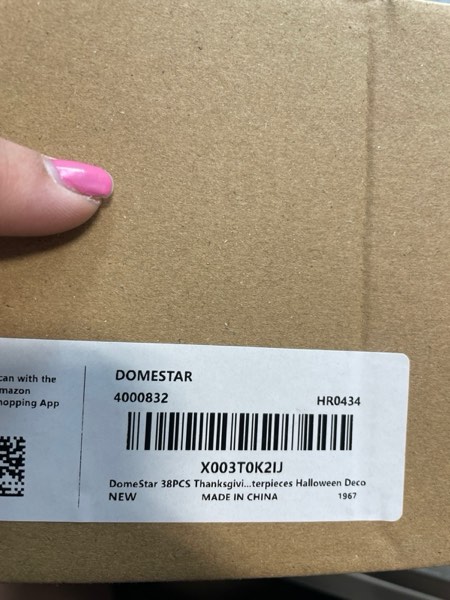 can with the
mazon
hopping App
DOMESTAR
4000832 HR0434
X003T0K2IJ
DomeStar 38PCS Thanksgivi...terpieces Halloween Deco
NEW MADE IN CHINA 1967